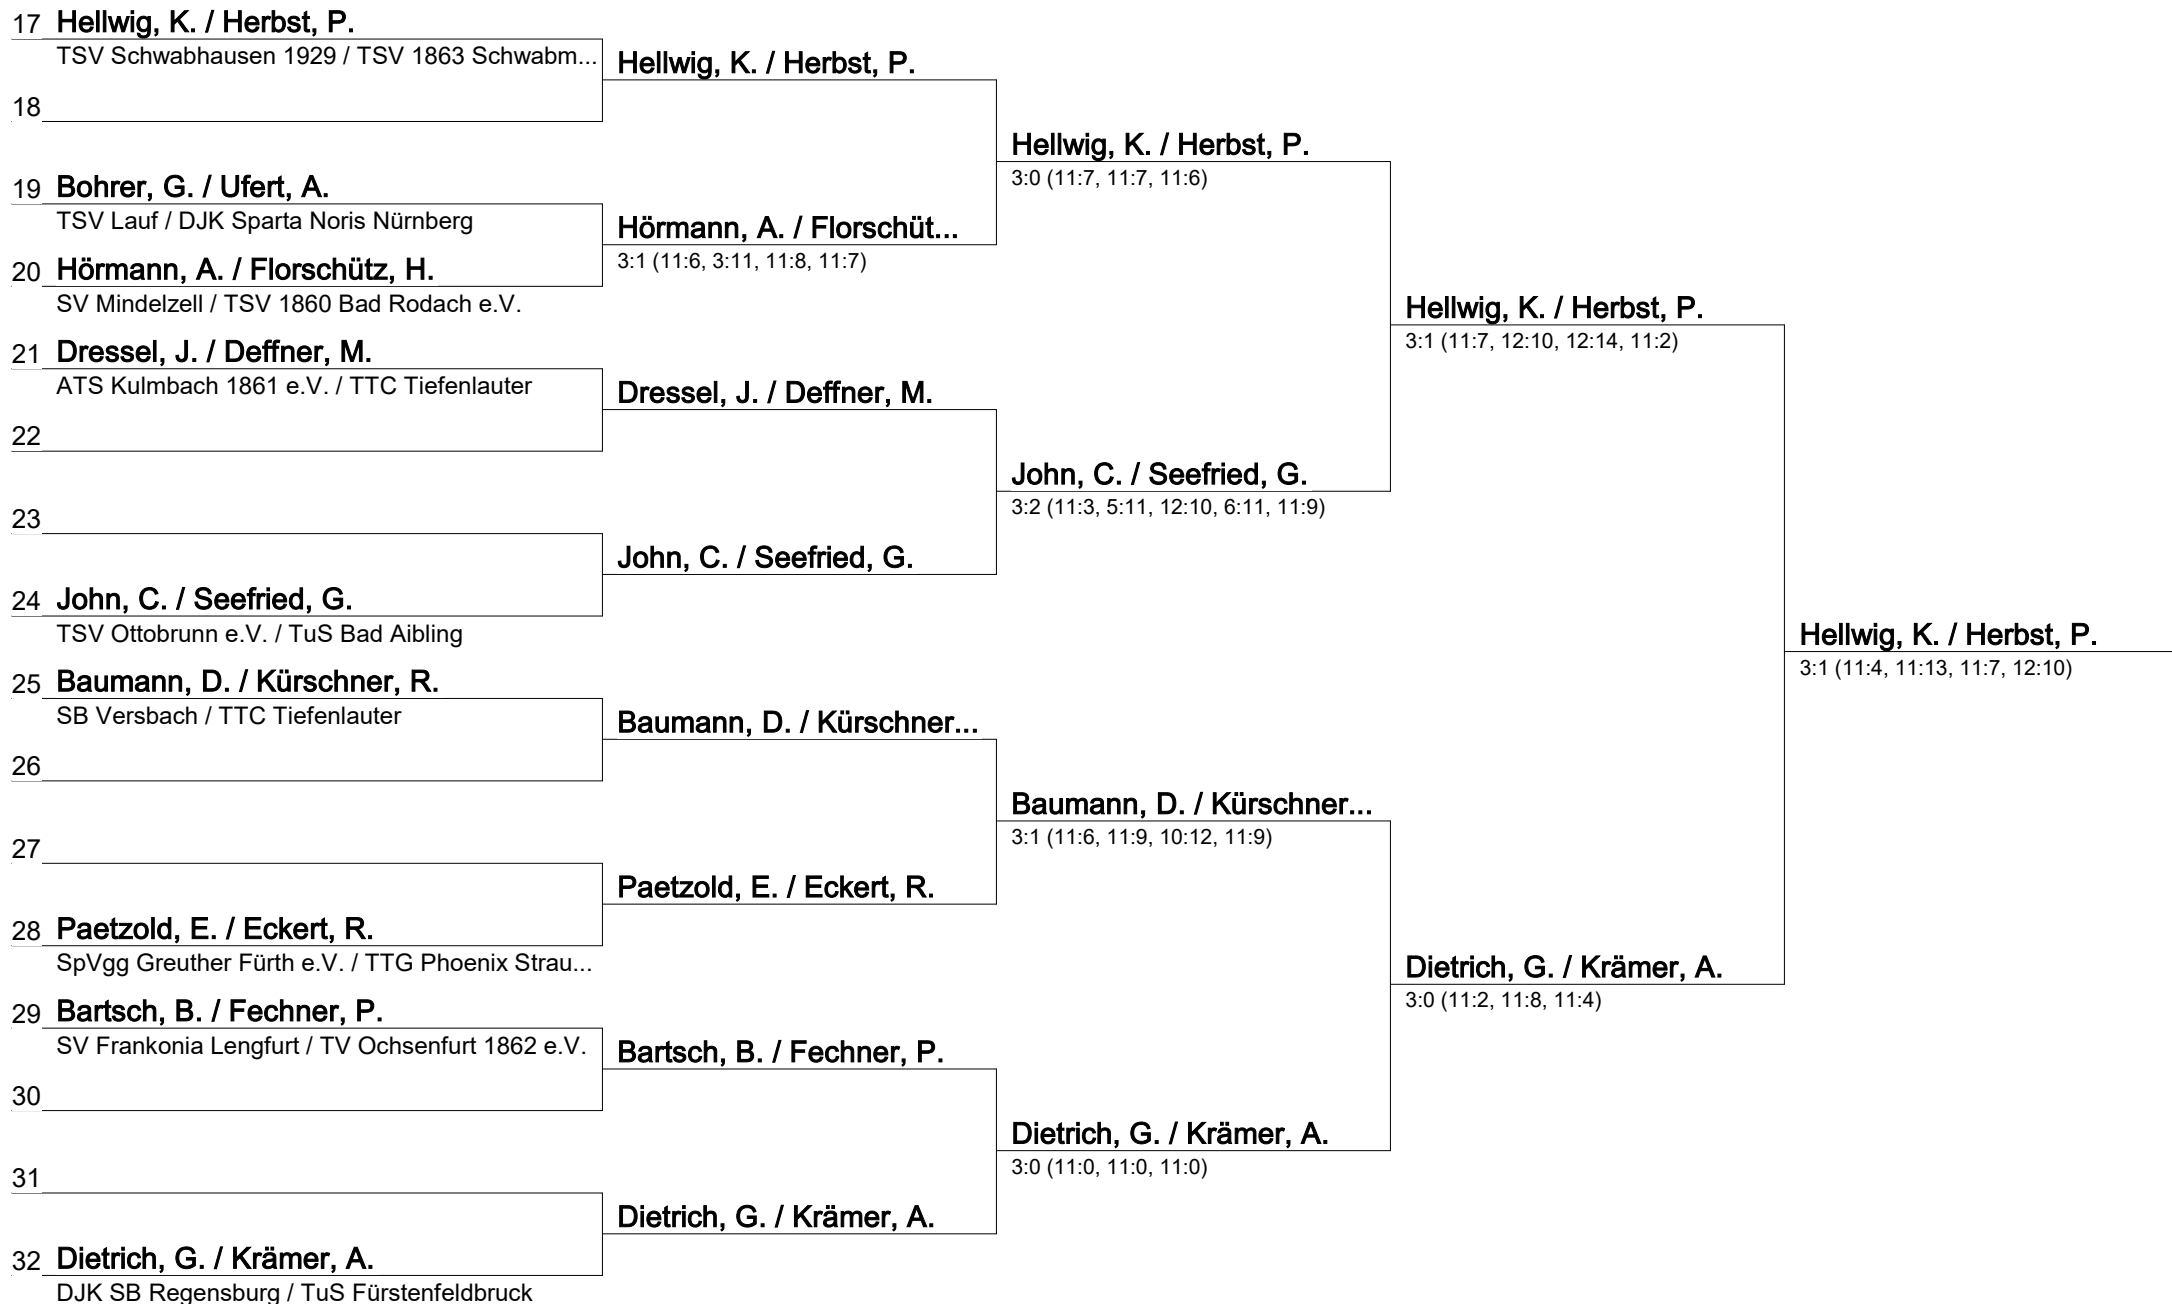 17 Hellwig, K. / Herbst, P.
TSV Schwabhausen 1929 / TSV 1863 Schwabm...
18
19 Bohrer, G. / Ufert, A.
TSV Lauf / DJK Sparta Noris Nürnberg
20 Hörmann, A. / Florschütz, H.
SV Mindelzell / TSV 1860 Bad Rodach e.V.
21 Dressel, J. / Deffner, M.
ATS Kulmbach 1861 e.V. / TTC Tiefenlauter
22
23
24 John, C. / Seefried, G.
TSV Ottobrunn e.V. / TuS Bad Aibling
25 Baumann, D. / Kürschner, R.
SB Versbach / TTC Tiefenlauter
26
27
28 Paetzold, E. / Eckert, R.
SpVgg Greuther Fürth e.V. / TTG Phoenix Strau...
29 Bartsch, B. / Fechner, P.
SV Frankonia Lengfurt / TV Ochsenfurt 1862 e.V.
30
31
32 Dietrich, G. / Krämer, A.
DJK SB Regensburg / TuS Fürstenfeldbruck
Hellwig, K. / Herbst, P.
Hörmann, A. / Florschüt...
3:1 (11:6, 3:11, 11:8, 11:7)
Dressel, J. / Deffner, M.
John, C. / Seefried, G.
Baumann, D. / Kürschner...
Paetzold, E. / Eckert, R.
Bartsch, B. / Fechner, P.
Dietrich, G. / Krämer, A.
Hellwig, K. / Herbst, P.
3:0 (11:7, 11:7, 11:6)
John, C. / Seefried, G.
3:2 (11:3, 5:11, 12:10, 6:11, 11:9)
Baumann, D. / Kürschner...
3:1 (11:6, 11:9, 10:12, 11:9)
Dietrich, G. / Krämer, A.
3:0 (11:0, 11:0, 11:0)
Hellwig, K. / Herbst, P.
3:1 (11:7, 12:10, 12:14, 11:2)
Dietrich, G. / Krämer, A.
3:0 (11:2, 11:8, 11:4)
Hellwig, K. / Herbst, P.
3:1 (11:4, 11:13, 11:7, 12:10)